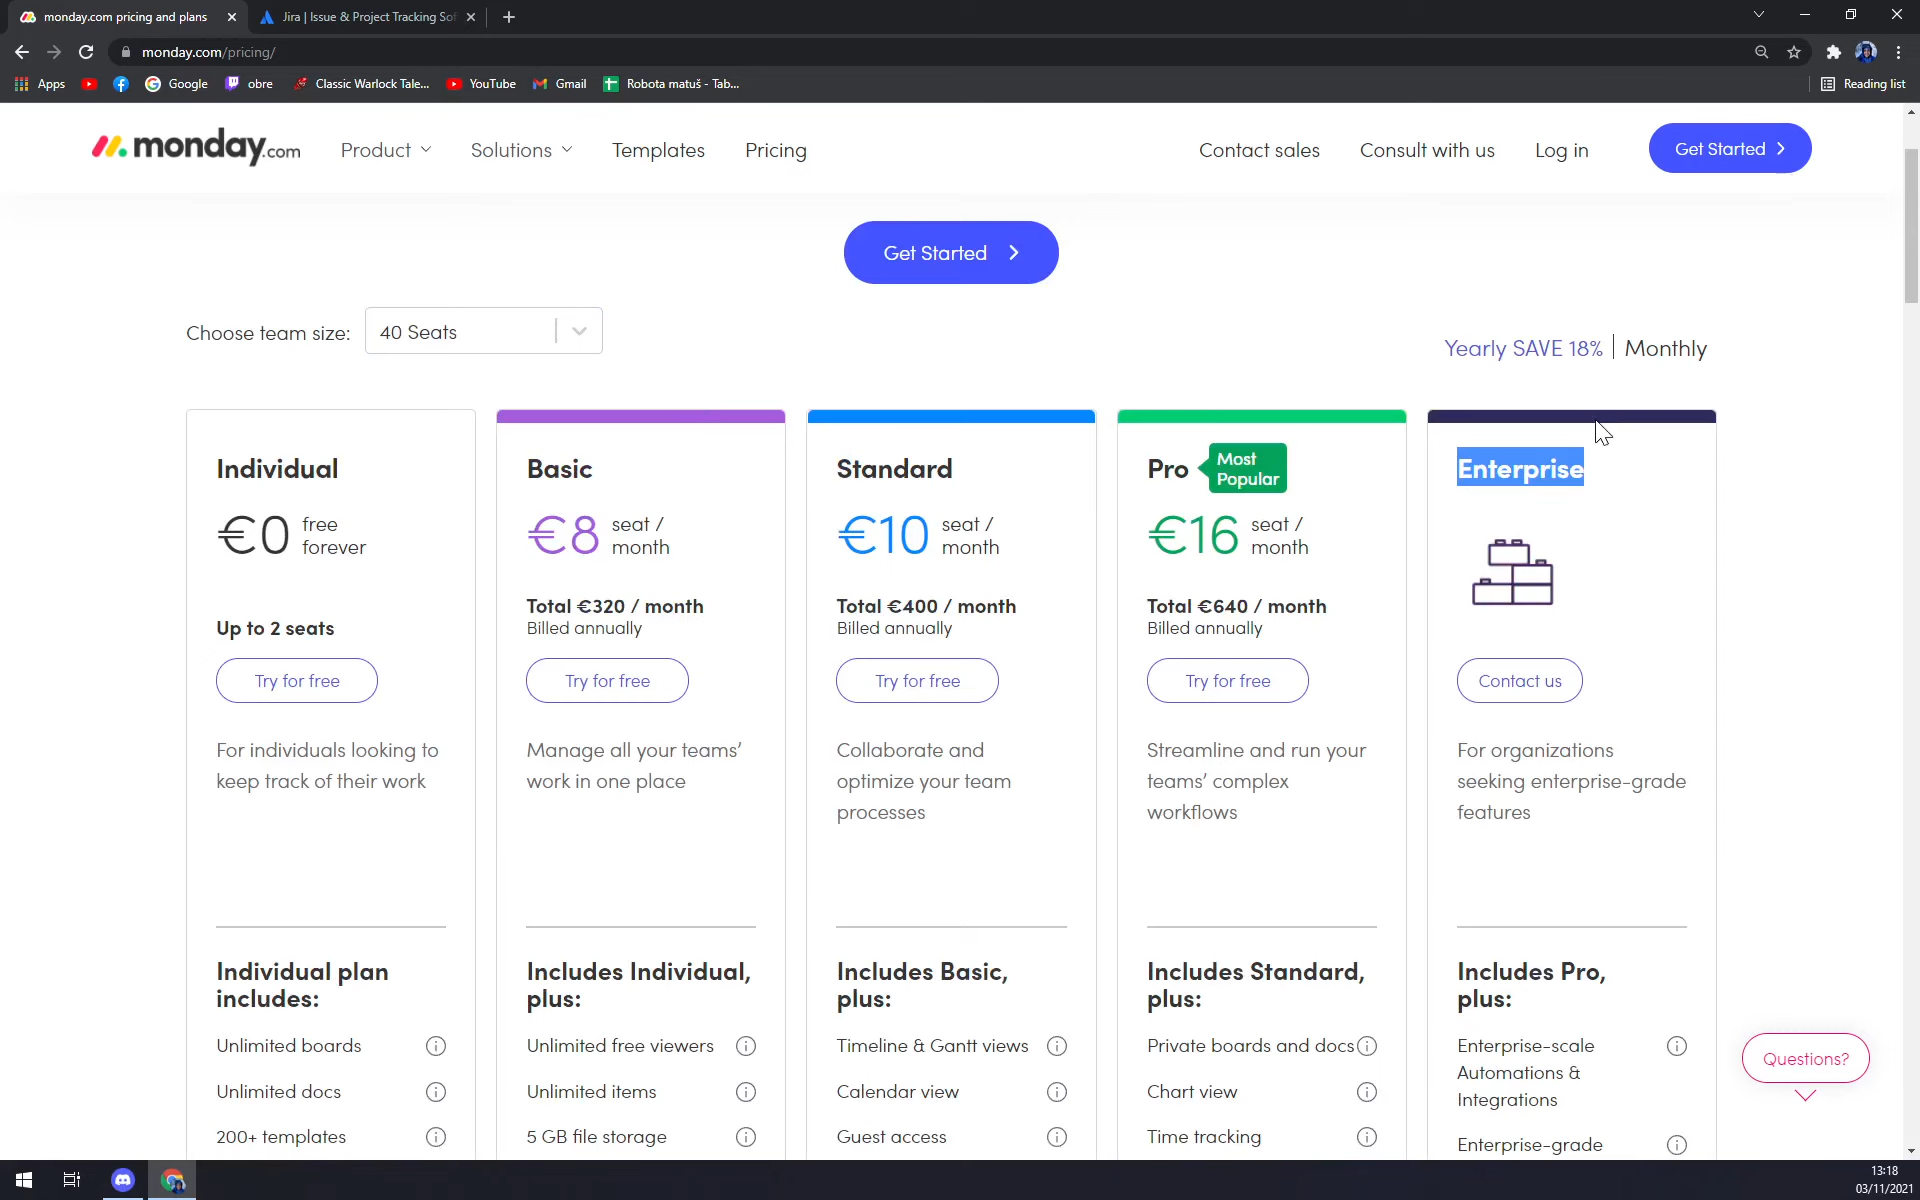 monday.com pricing and plans
Jira | Issue & Project Tracking Sof
monday.com/pricing/
Apps
Google
obre
Classic Warlock Tale...
YouTube
Gmail
Robota matuš - Tab...
Reading list
monday.com
Product
Solutions
Templates
Pricing
Contact sales
Consult with us
Log in
Get Started
Get Started
Choose team size:
40 Seats
Yearly SAVE 18%
Monthly
Individual
€0 free
forever
Up to 2 seats
Try for free
For individuals looking to
keep track of their work
Individual plan
includes:
Unlimited boards
Unlimited docs
200+ templates
Basic
€8 seat /
month
Total €320 / month
Billed annually
Try for free
Manage all your teams’
work in one place
Includes Individual,
plus:
Unlimited free viewers
Unlimited items
5 GB file storage
Standard
€10 seat /
month
Total €400 / month
Billed annually
Try for free
Collaborate and
optimize your team
processes
Includes Basic,
plus:
Timeline & Gantt views
Calendar view
Guest access
Pro
Most
Popular
€16 seat /
month
Total €640 / month
Billed annually
Try for free
Streamline and run your
teams’ complex
workflows
Includes Standard,
plus:
Private boards and docs
Chart view
Time tracking
Enterprise
Contact us
For organizations
seeking enterprise-grade
features
Includes Pro,
plus:
Enterprise-scale
Automations &
Integrations
Enterprise-grade
Questions?
13:18
03/11/2021